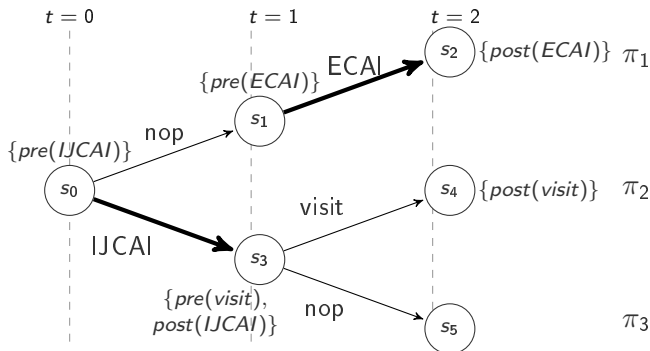 t = 0
t = 1
t = 2
ECAI
s₂
{post(ECAI)}
π₁
{pre(ECAI)}
s₁
nop
{pre(IJCAI)}
s₀
visit
s₄
{post(visit)}
π₂
IJCAI
s₃
{pre(visit),
post(IJCAI)}
nop
s₅
π₃